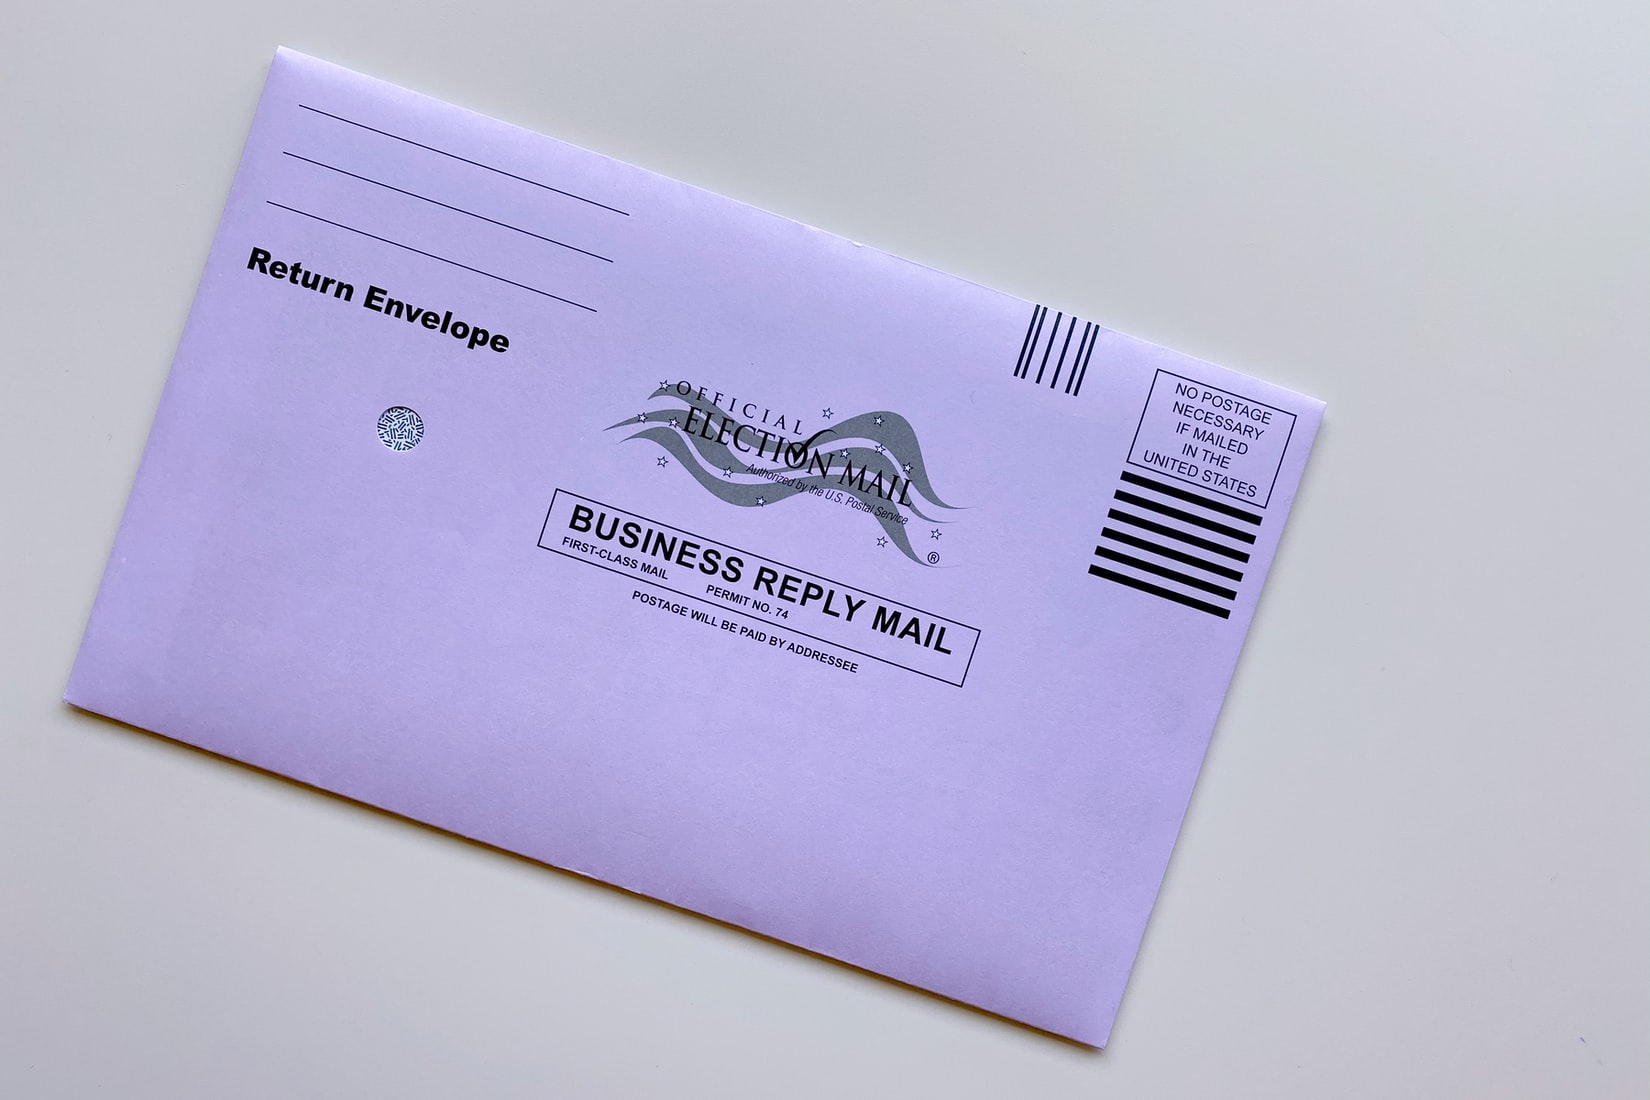 Return Envelope
OFFICIAL
ELECTION MAIL
Authorized by the U.S. Postal Service
®
NO POSTAGE
NECESSARY
IF MAILED
IN THE
UNITED STATES
BUSINESS REPLY MAIL
FIRST-CLASS MAIL PERMIT NO. 74
POSTAGE WILL BE PAID BY ADDRESSEE